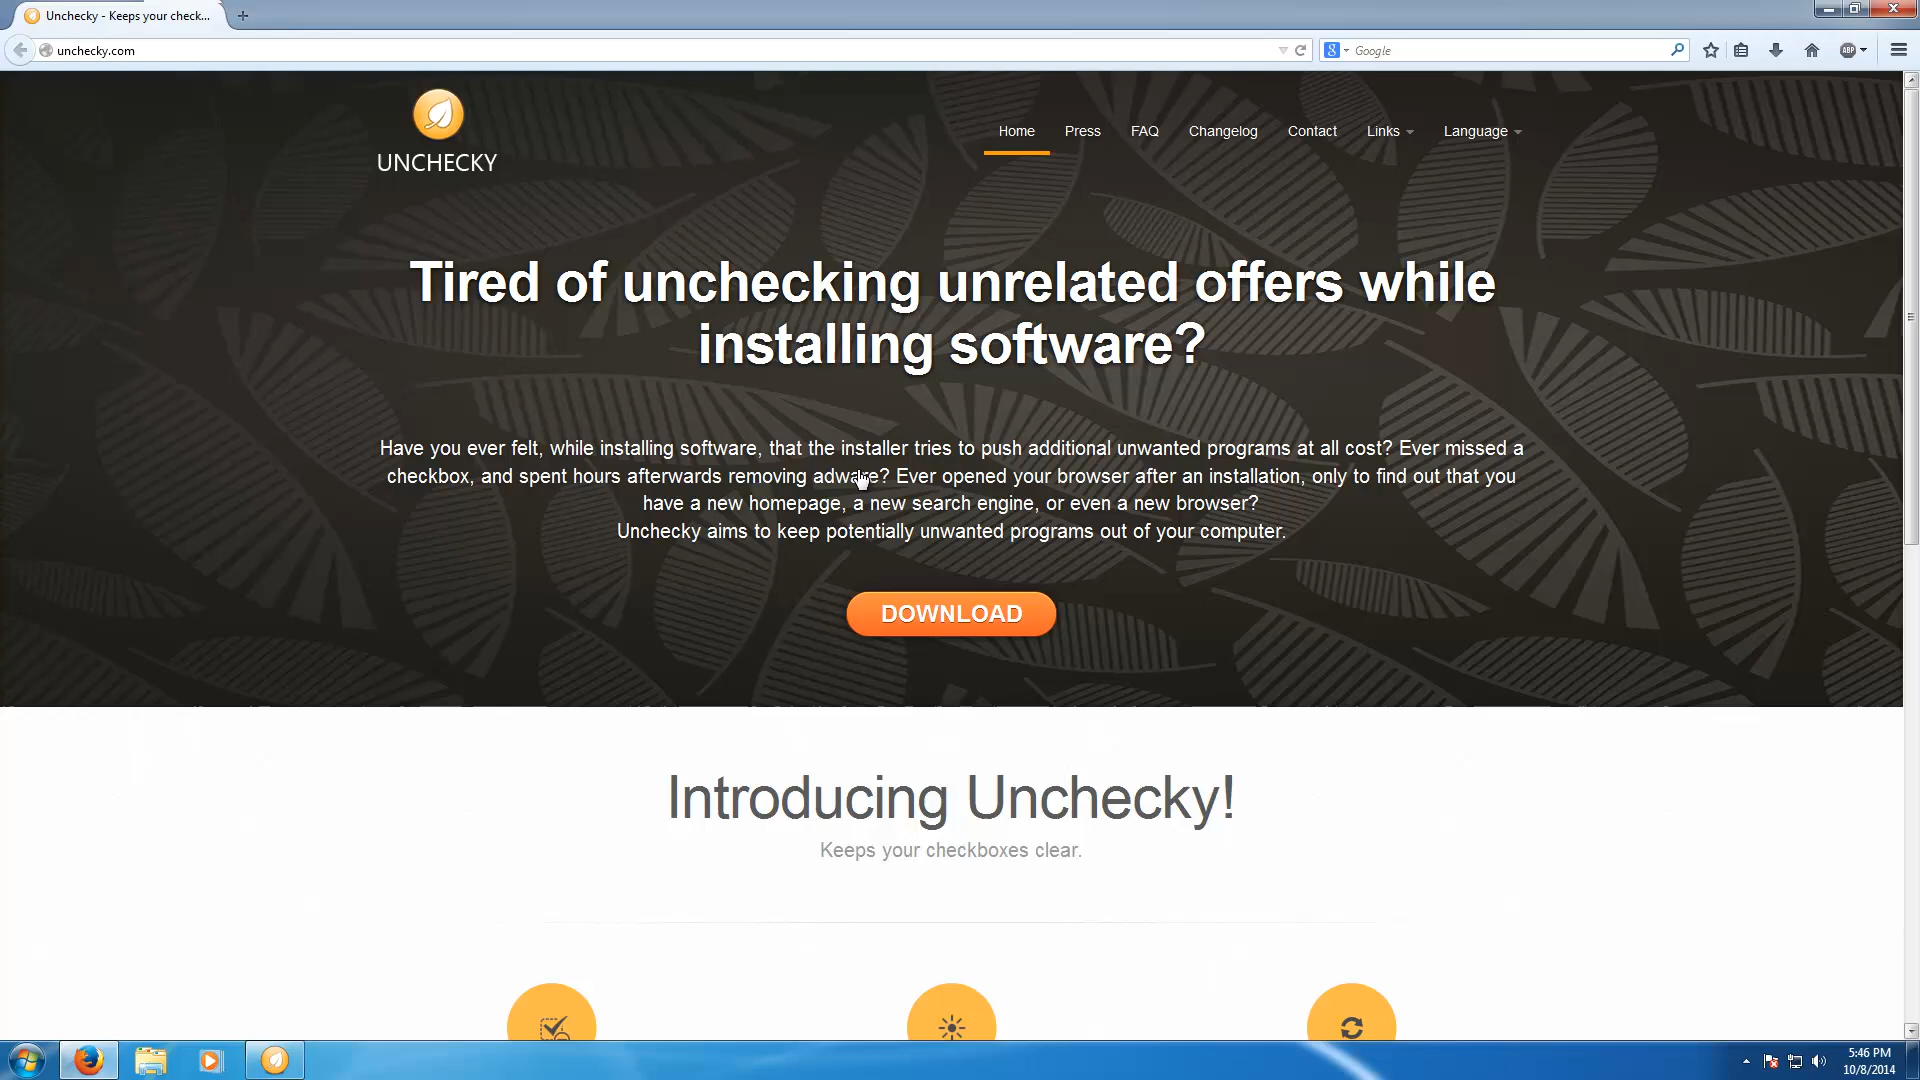 Unchecky - Keeps your check...
unchecky.com
Google
ABP
UNCHECKY
Home Press FAQ Changelog Contact Links Language
Tired of unchecking unrelated offers while
installing software?
Have you ever felt, while installing software, that the installer tries to push additional unwanted programs at all cost? Ever missed a
checkbox, and spent hours afterwards removing adware? Ever opened your browser after an installation, only to find out that you
have a new homepage, a new search engine, or even a new browser?
Unchecky aims to keep potentially unwanted programs out of your computer.
DOWNLOAD
Introducing Unchecky!
Keeps your checkboxes clear.
5:46 PM
10/8/2014